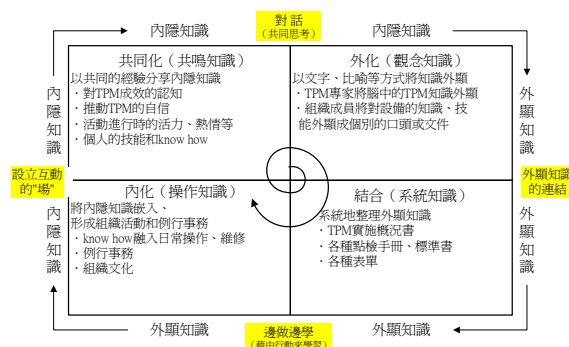 對話
（共同思考）
內隱知識
內隱知識
共同化（共鳴知識）
以共同的經驗分享內隱知識
．對TPM成效的認知
．推動TPM的自信
．活動進行時的活力、熱情等
．個人的技能和know how
外化（觀念知識）
以文字、比喻等方式將知識外顯
．TPM專家將腦中的TPM知識外顯
．組織成員將對設備的知識、技
能外顯成個別的口頭或文件
內隱知識
外顯知識
設立互動
的"場"
外顯知識
的連結
內化（操作知識）
將內隱知識嵌入、
形成組織活動和例行事務
．know how融入日常操作、維修
．例行事務
．組織文化
結合（系統知識）
系統地整理外顯知識
．TPM實施概況書
．各種點檢手冊、標準書
．各種表單
內隱知識
外顯知識
外顯知識
外顯知識
邊做邊學
（藉由行動來學習）